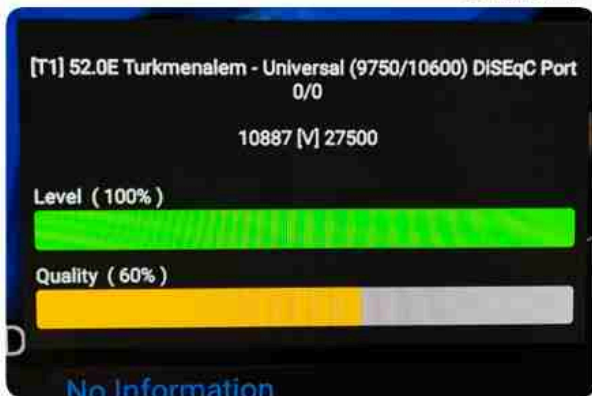 [T1] 52.0E Turkmenalem - Universal (9750/10600) DiSEqC Port
0/0
10887 [V] 27500
Level ( 100% )
Quality ( 60% )
D
No Information